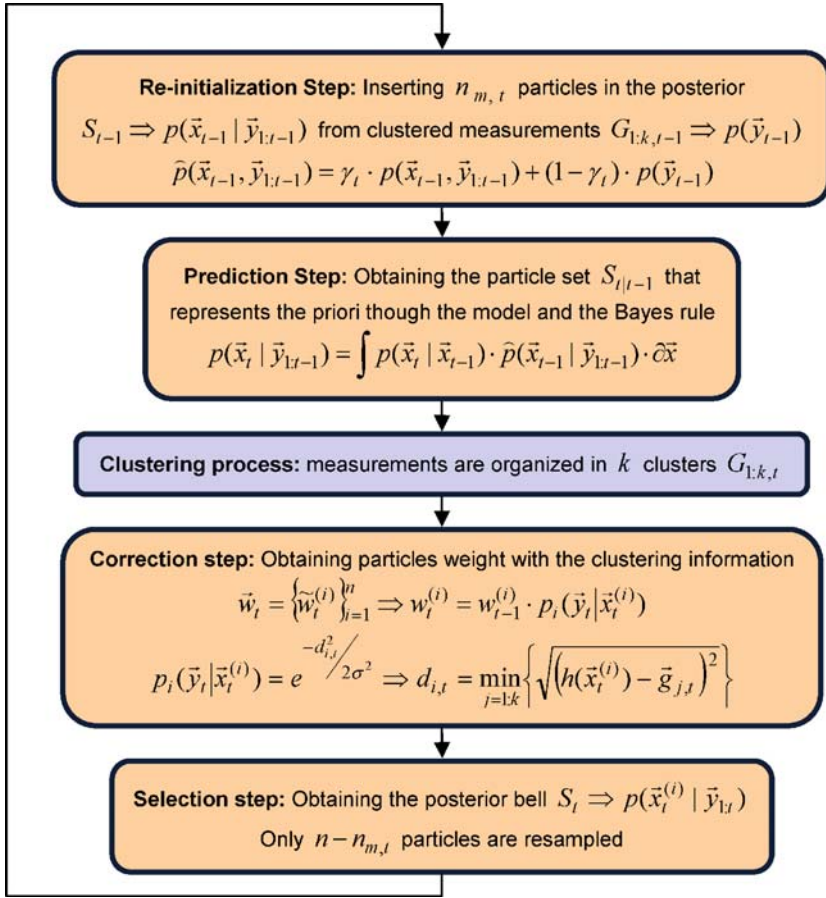 Re-initialization Step: Inserting n_{m, t} particles in the posterior
S_{t−1} ⇒ p(x⃗_{t−1} | y⃗_{1:t−1}) from clustered measurements G_{1:k,t−1} ⇒ p(y⃗_{t−1})
p̂(x⃗_{t−1}, y⃗_{1:t−1}) = γ_t · p(x⃗_{t−1}, y⃗_{1:t−1}) + (1 − γ_t) · p(y⃗_{t−1})
Prediction Step: Obtaining the particle set S_{t|t−1} that
represents the priori though the model and the Bayes rule
p(x⃗_t | y⃗_{1:t−1}) = ∫ p(x⃗_t | x⃗_{t−1}) · p̂(x⃗_{t−1} | y⃗_{1:t−1}) · ∂x⃗
Clustering process: measurements are organized in k clusters G_{1:k,t}
Correction step: Obtaining particles weight with the clustering information
w⃗_t = {w̃_t^{(i)}}_{i=1}^n ⇒ w_t^{(i)} = w_{t−1}^{(i)} · p_i(y⃗_t|x⃗_t^{(i)})
p_i(y⃗_t|x⃗_t^{(i)}) = e^{−d_{i,t}^2/2σ^2} ⇒ d_{i,t} = min_{j=1:k} {√((h(x⃗_t^{(i)}) − g⃗_{j,t})^2)}
Selection step: Obtaining the posterior bell S_t ⇒ p(x⃗_t^{(i)} | y⃗_{1:t})
Only n − n_{m,t} particles are resampled